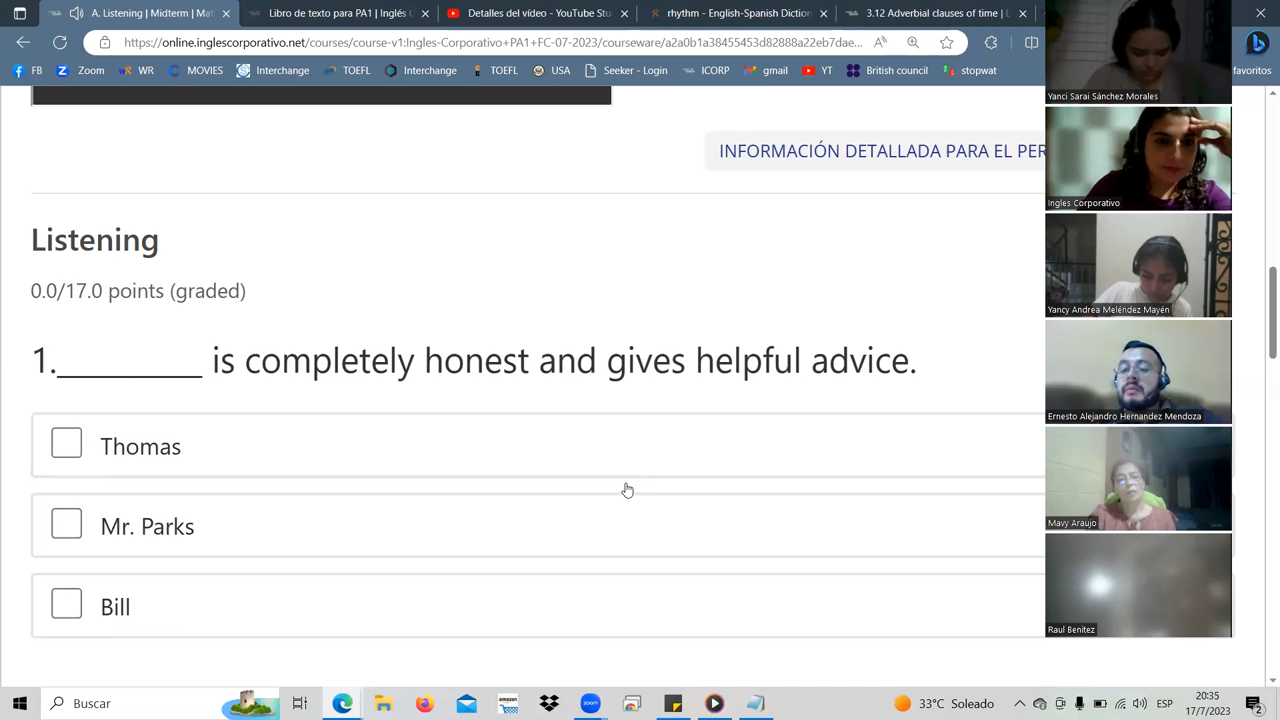 Listening | Midterm | Mat
Libro de texto para PA1 | Inglés C
Detalles del vídeo - YouTube Stu
rhythm - English-Spanish Diction
3.12 Adverbial clauses of time | L
https://online.inglescorporativo.net/courses/course-v1:Ingles-Corporativo+PA1+FC-07-2023/courseware/a2a0b1a38455453d82888a22eb7dae...
FB
Zoom
WR
MOVIES
Interchange
TOEFL
Interchange
TOEFL
USA
Seeker - Login
ICORP
gmail
YT
British council
stopwat
favoritos
Yanci Sarai Sánchez Morales
INFORMACIÓN DETALLADA PARA EL PER
Ingles Corporativo
Listening
0.0/17.0 points (graded)
Yancy Andrea Meléndez Mayén
1.__________ is completely honest and gives helpful advice.
Ernesto Alejandro Hernandez Mendoza
Thomas
Mr. Parks
Mavy Araujo
Bill
Raul Benitez
Buscar
amazon
zoom
33°C Soleado
ESP
20:35
17/7/2023
2